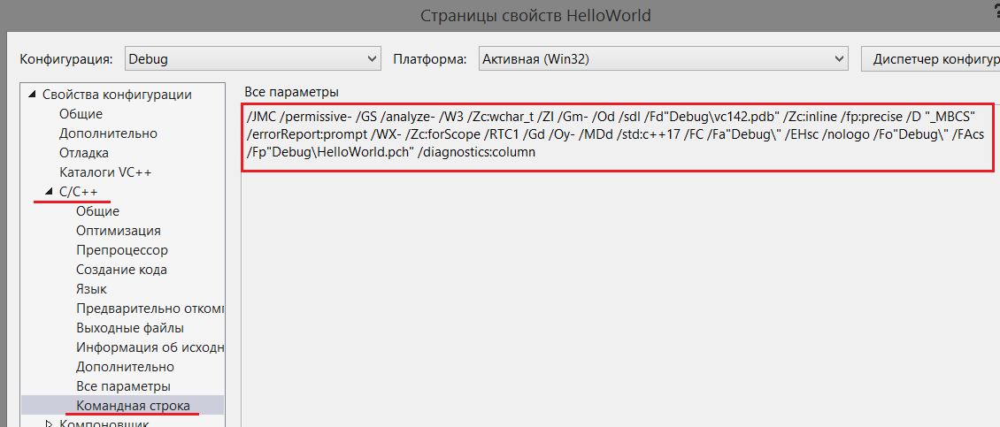 Страницы свойств HelloWorld
?
Конфигурация: Debug Платформа: Активная (Win32) Диспетчер конфигур
Свойства конфигурации
Общие
Дополнительно
Отладка
Каталоги VC++
C/C++
Общие
Оптимизация
Препроцессор
Создание кода
Язык
Предварительно откомп
Выходные файлы
Информация об исходн
Дополнительно
Все параметры
Командная строка
Компоновщик
Все параметры
/JMC /permissive- /GS /analyze- /W3 /Zc:wchar_t /ZI /Gm- /Od /sdl /Fd"Debug\vc142.pdb" /Zc:inline /fp:precise /D "_MBCS"
/errorReport:prompt /WX- /Zc:forScope /RTC1 /Gd /Oy- /MDd /std:c++17 /FC /Fa"Debug\" /EHsc /nologo /Fo"Debug\" /FAcs
/Fp"Debug\HelloWorld.pch" /diagnostics:column